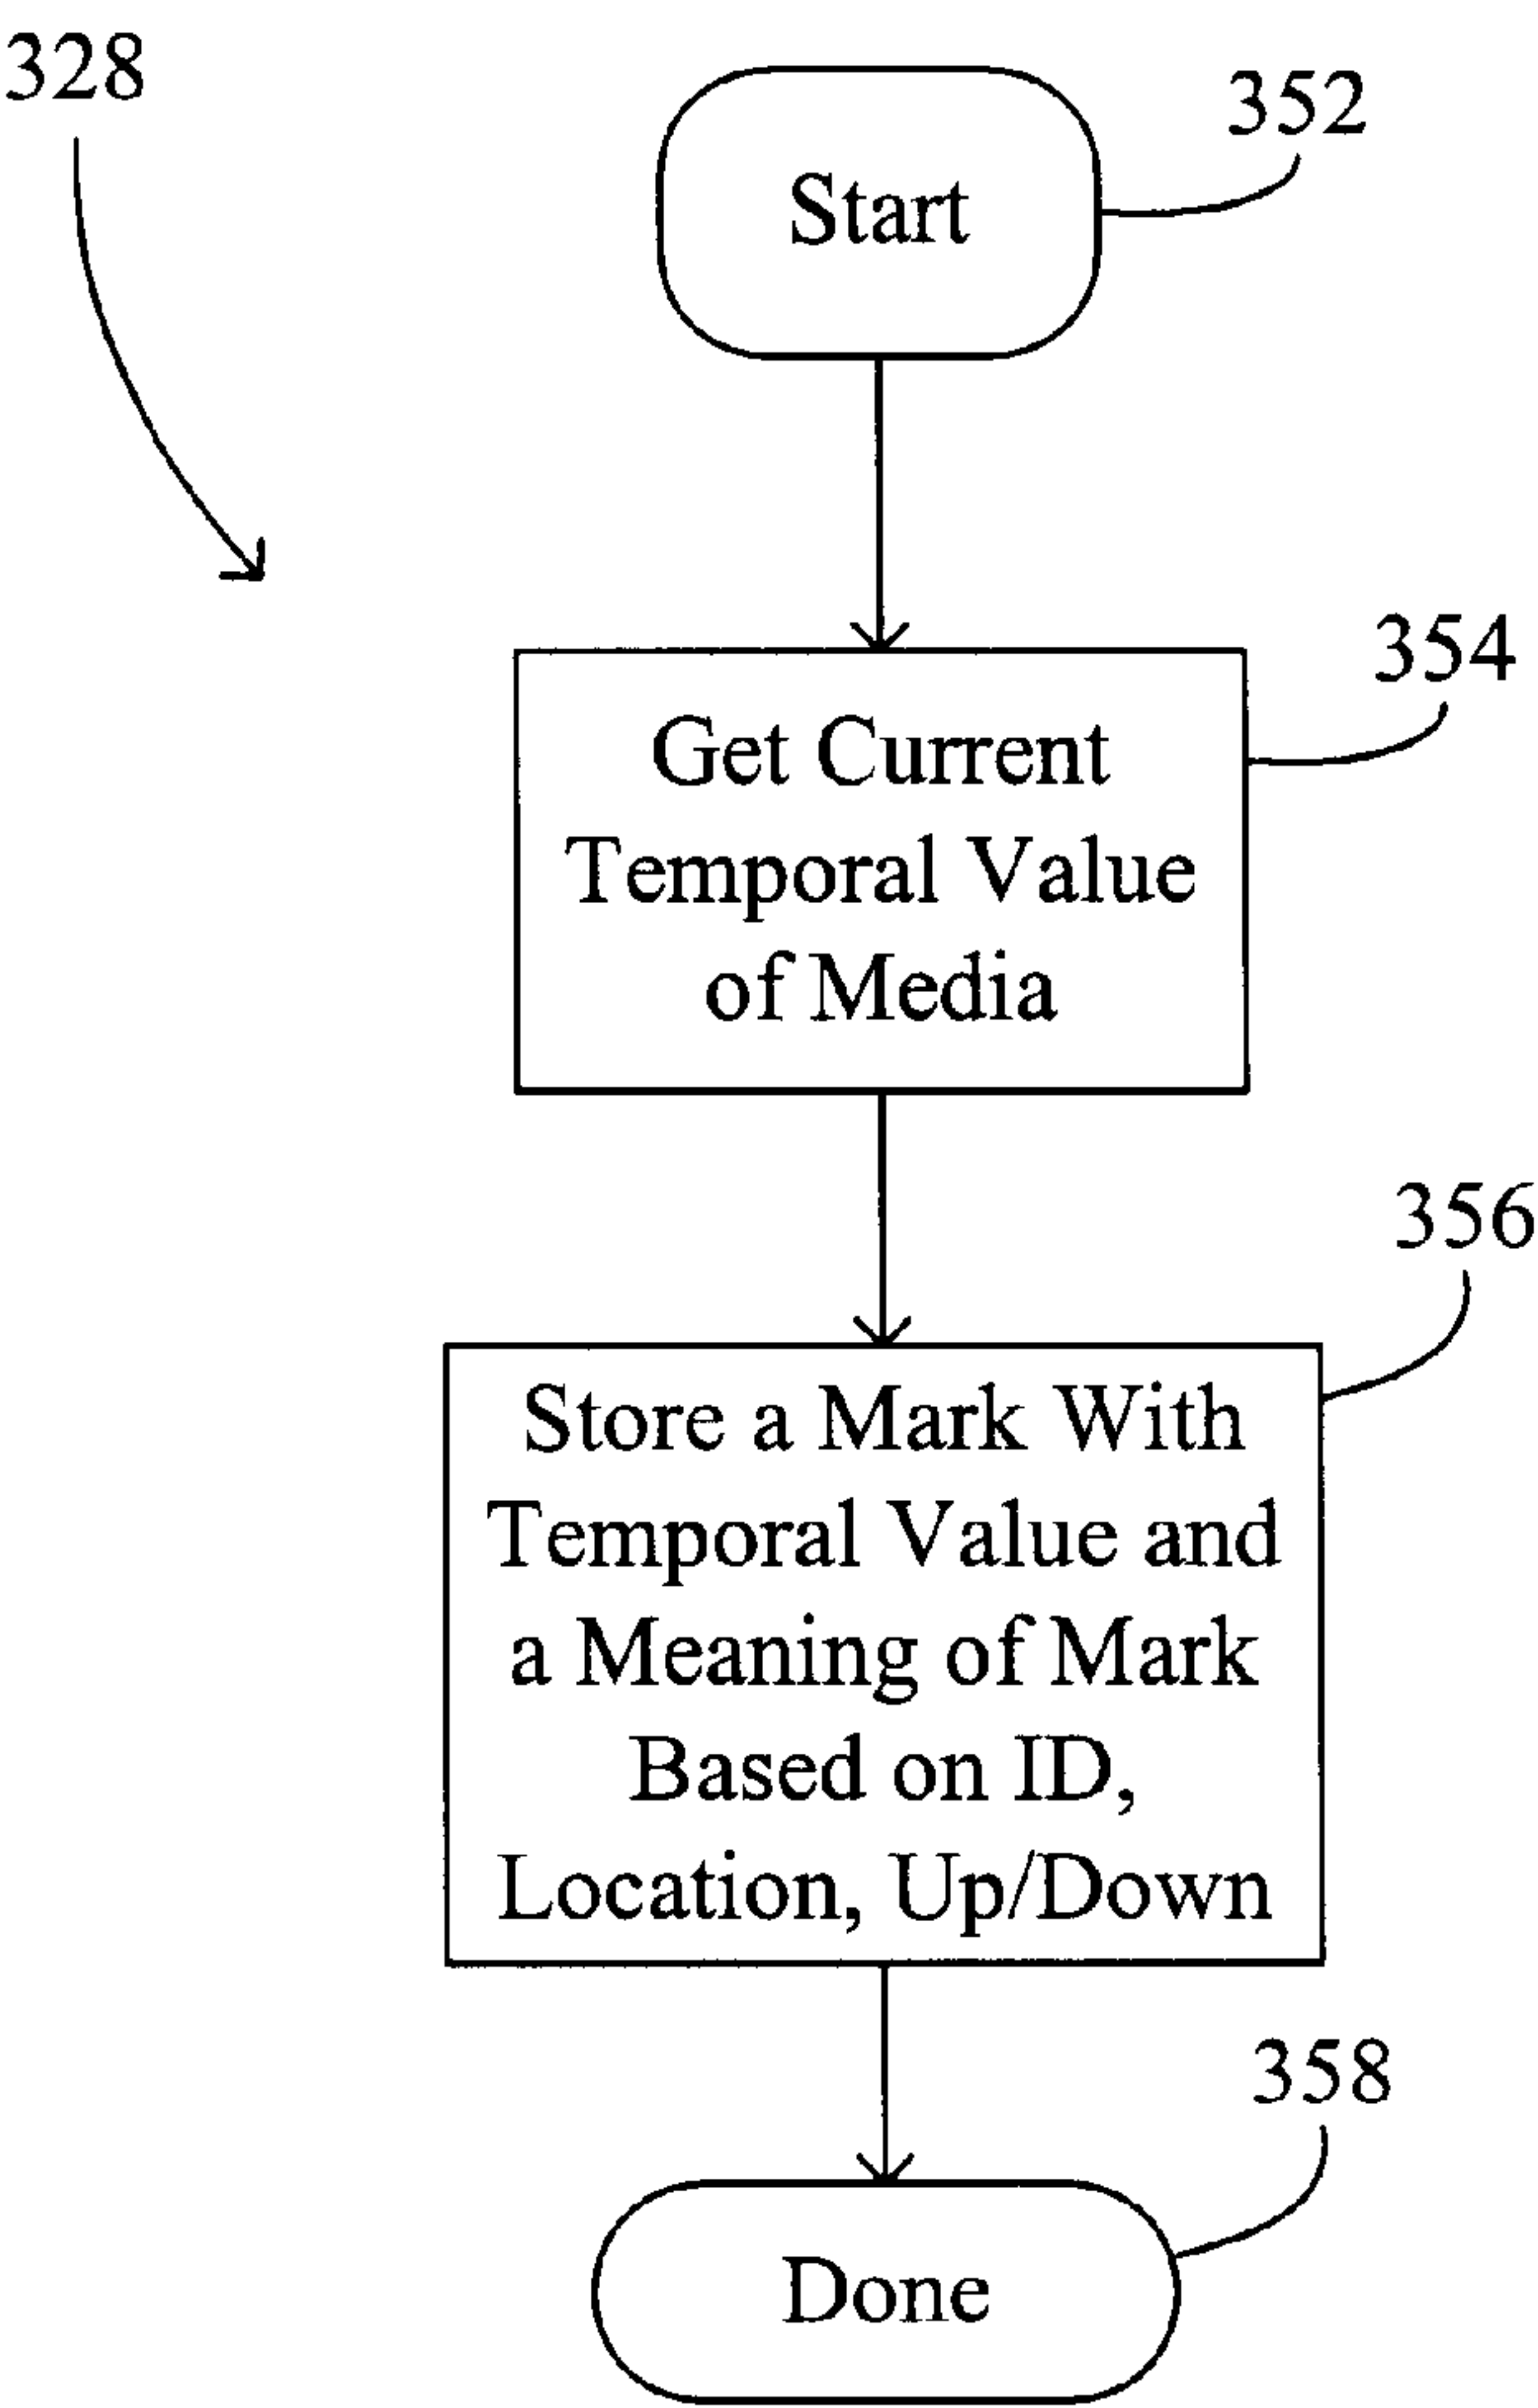 328
352
Start
354
Get Current
Temporal Value
of Media
356
Store a Mark With
Temporal Value and
a Meaning of Mark
Based on ID,
Location, Up/Down
358
Done